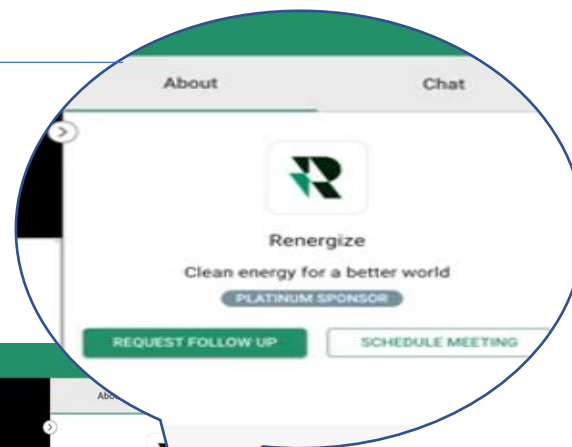 About Chat
Renergize
Clean energy for a better world
PLATINUM SPONSOR
REQUEST FOLLOW UP SCHEDULE MEETING